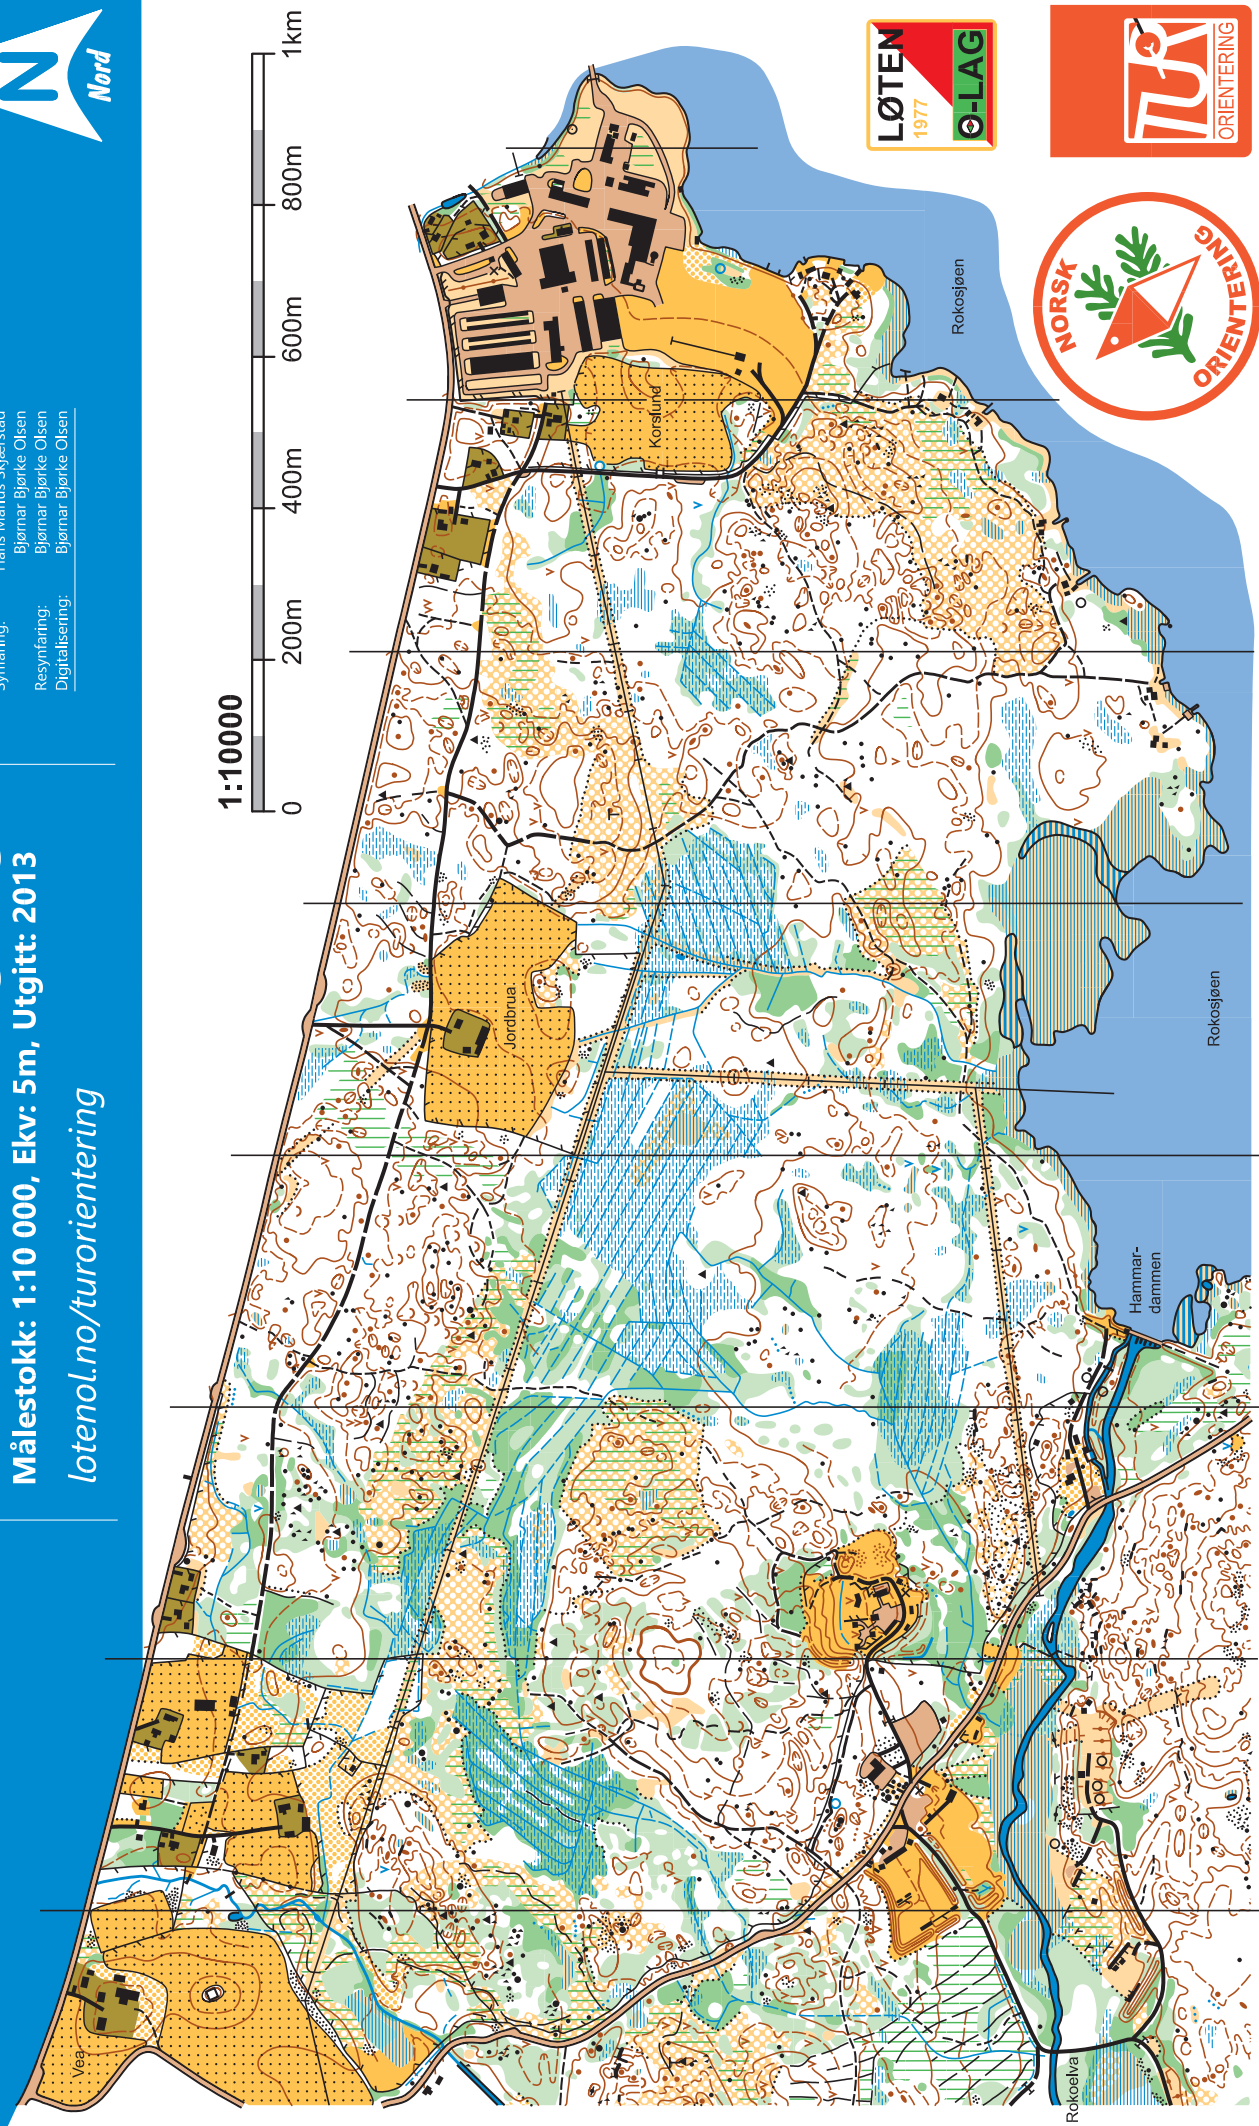 Målestokk: 1:10 000, Ekv: 5m, Utgitt: 2013
lotenol.no/turorientering
Bjørnar Bjørke Olsen
Resynfaring: Bjørnar Bjørke Olsen
Digitalisering: Bjørnar Bjørke Olsen
N
Nord
1:10000
0 200m 400m 600m 800m 1km
LØTEN
1977
O-LAG
TUR
ORIENTERING
NORSK
ORIENTERING
Vea
Jordbrua
Korslund
Rokosjøen
Rokosjøen
Hammar-
dammen
Rokoelva